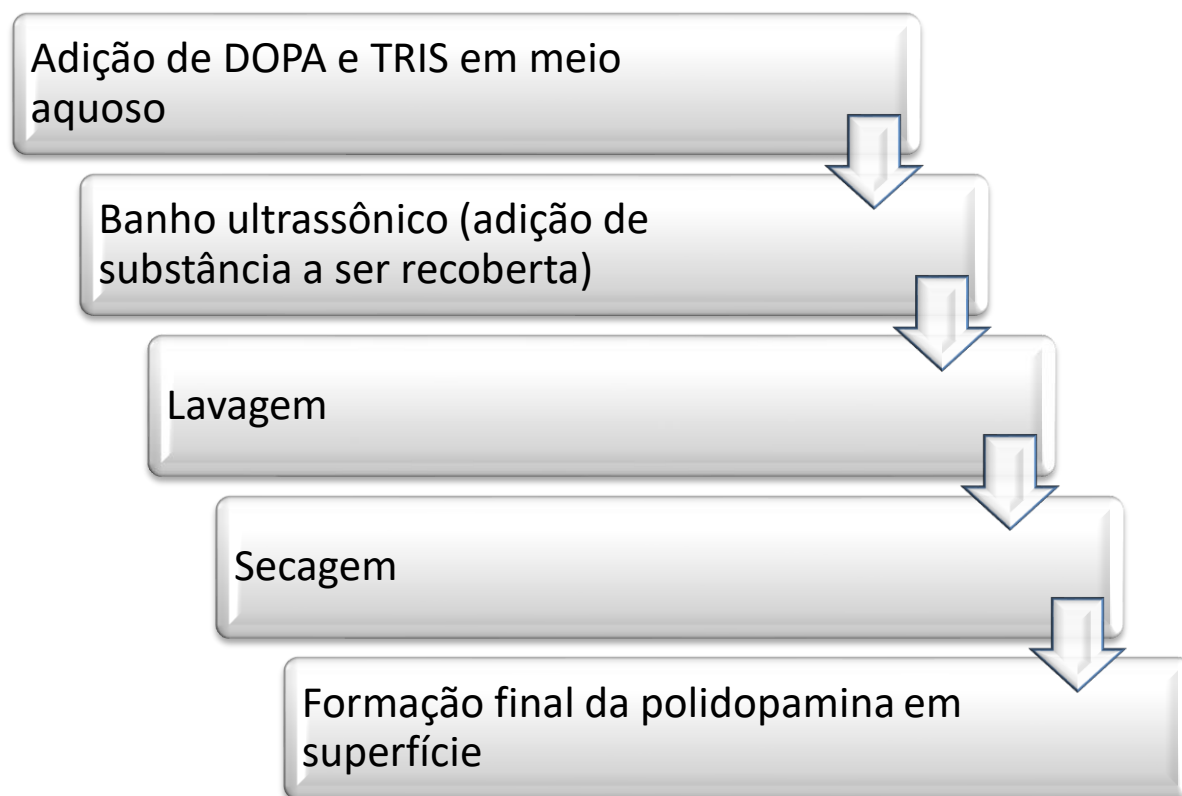 Adição de DOPA e TRIS em meio
aquoso
Banho ultrassônico (adição de
substância a ser recoberta)
Lavagem
Secagem
Formação final da polidopamina em
superfície